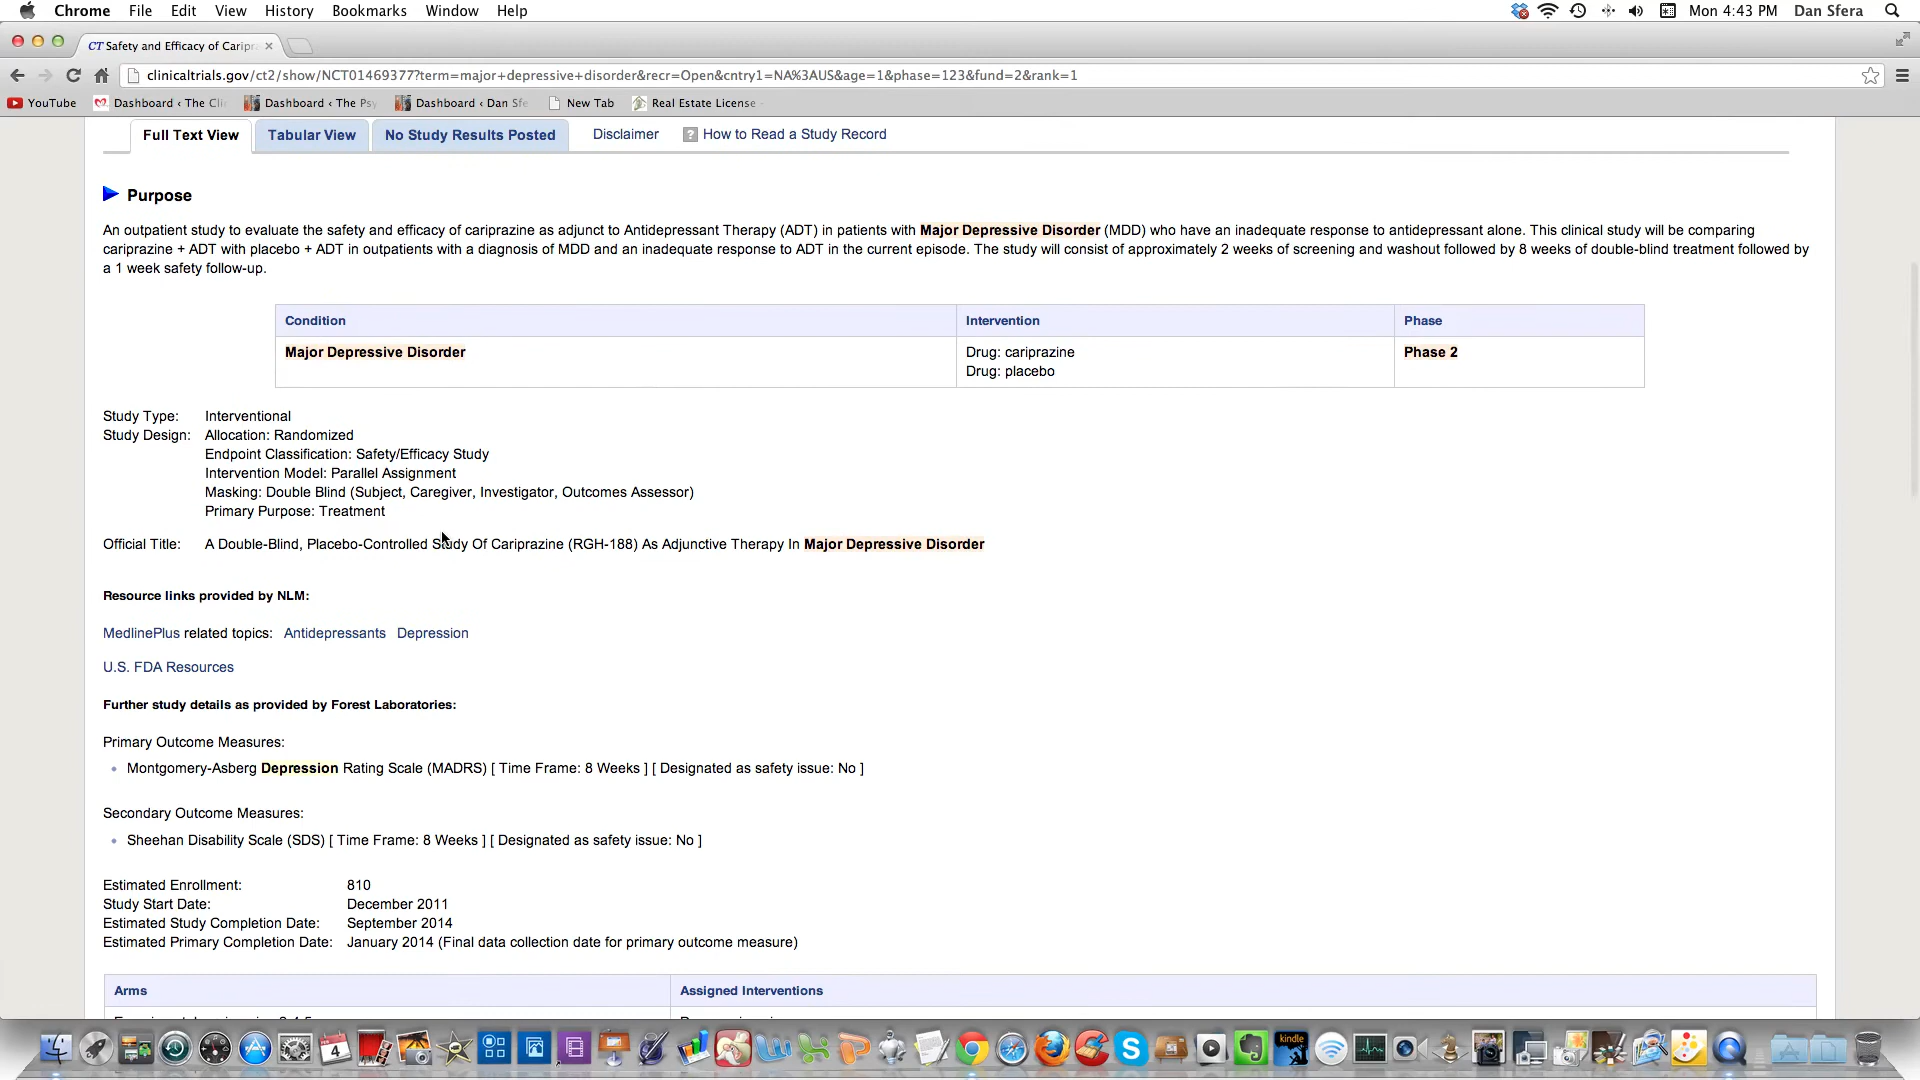 Chrome File Edit View History Bookmarks Window Help Mon 4:43 PM Dan Sfera
CT Safety and Efficacy of Caripr
clinicaltrials.gov/ct2/show/NCT01469377?term=major+depressive+disorder&recr=Open&cntry1=NA%3AUS&age=1&phase=123&fund=2&rank=1
YouTube Dashboard ‹ The Cli Dashboard ‹ The Psy Dashboard ‹ Dan Sfe New Tab Real Estate License
Full Text View Tabular View No Study Results Posted Disclaimer ? How to Read a Study Record
Purpose
An outpatient study to evaluate the safety and efficacy of cariprazine as adjunct to Antidepressant Therapy (ADT) in patients with Major Depressive Disorder (MDD) who have an inadequate response to antidepressant alone. This clinical study will be comparing
cariprazine + ADT with placebo + ADT in outpatients with a diagnosis of MDD and an inadequate response to ADT in the current episode. The study will consist of approximately 2 weeks of screening and washout followed by 8 weeks of double-blind treatment followed by
a 1 week safety follow-up.
Condition Intervention Phase
Major Depressive Disorder Drug: cariprazine Phase 2
Drug: placebo
Study Type: Interventional
Study Design: Allocation: Randomized
Endpoint Classification: Safety/Efficacy Study
Intervention Model: Parallel Assignment
Masking: Double Blind (Subject, Caregiver, Investigator, Outcomes Assessor)
Primary Purpose: Treatment
Official Title: A Double-Blind, Placebo-Controlled Study Of Cariprazine (RGH-188) As Adjunctive Therapy In Major Depressive Disorder
Resource links provided by NLM:
MedlinePlus related topics: Antidepressants Depression
U.S. FDA Resources
Further study details as provided by Forest Laboratories:
Primary Outcome Measures:
Montgomery-Asberg Depression Rating Scale (MADRS) [ Time Frame: 8 Weeks ] [ Designated as safety issue: No ]
Secondary Outcome Measures:
Sheehan Disability Scale (SDS) [ Time Frame: 8 Weeks ] [ Designated as safety issue: No ]
Estimated Enrollment: 810
Study Start Date: December 2011
Estimated Study Completion Date: September 2014
Estimated Primary Completion Date: January 2014 (Final data collection date for primary outcome measure)
Arms Assigned Interventions
4
kindle